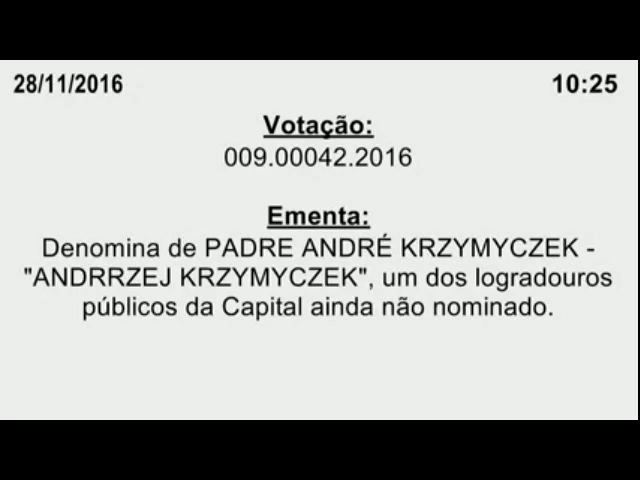 28/11/2016 10:25
Votação:
009.00042.2016
Ementa:
Denomina de PADRE ANDRÉ KRZYMYCZEK -
"ANDRRZEJ KRZYMYCZEK", um dos logradouros
públicos da Capital ainda não nominado.